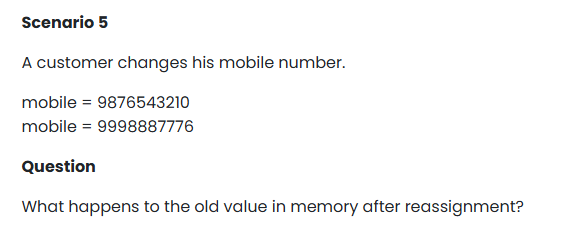 Scenario 5
A customer changes his mobile number.
mobile = 9876543210
mobile = 9998887776
Question
What happens to the old value in memory after reassignment?